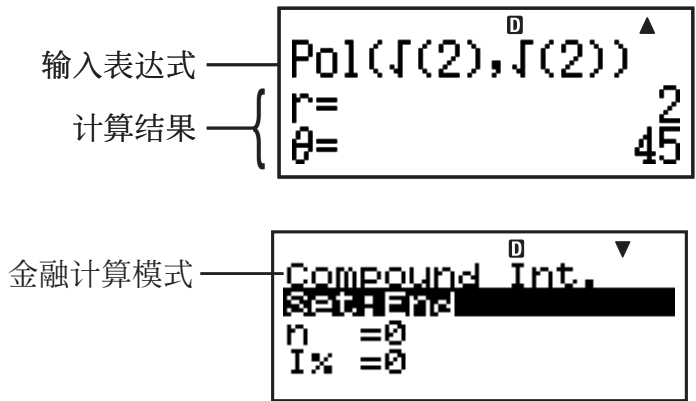 D ▲
输入表达式 Pol(√(2),√(2))
计算结果 r= 2
θ= 45
D ▼
金融计算模式 Compound Int.
Set:End
n =0
I% =0